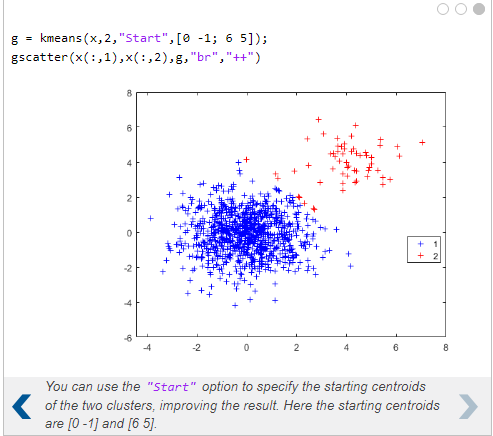 g = kmeans(x,2,"Start",[0 -1; 6 5]);
gscatter(x(:,1),x(:,2),g,"br","++")
8
6
4
2
0
-2
-4
-6
-4 -2 0 2 4 6 8
1
2
You can use the "Start" option to specify the starting centroids
of the two clusters, improving the result. Here the starting centroids
are [0 -1] and [6 5].